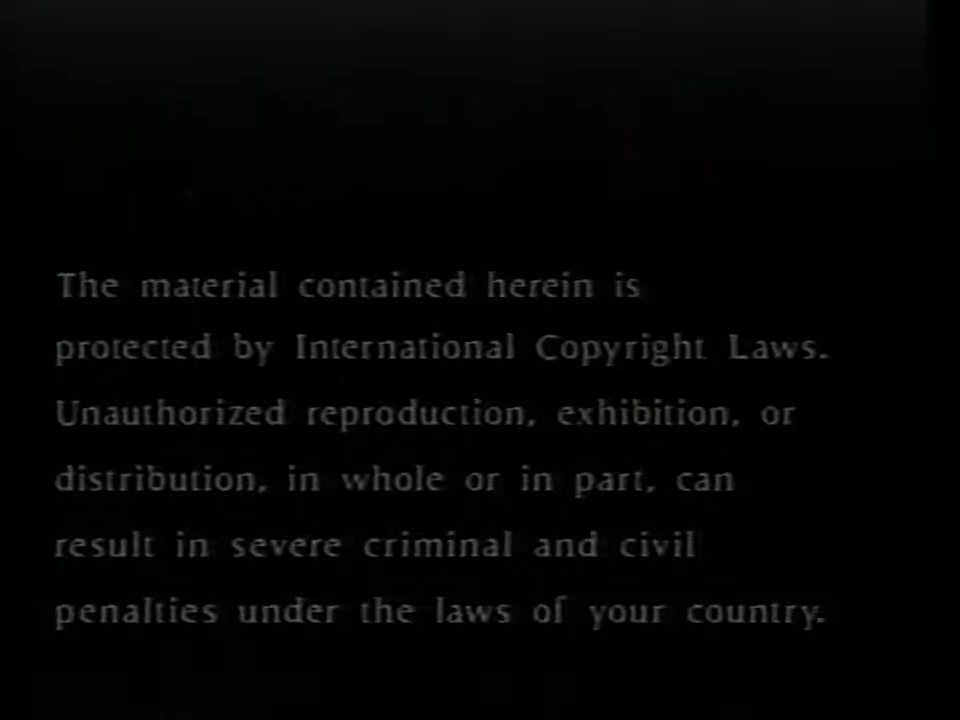 The material contained herein is
protected by International Copyright Laws.
Unauthorized reproduction, exhibition, or
distribution, in whole or in part, can
result in severe criminal and civil
penalties under the laws of your country.